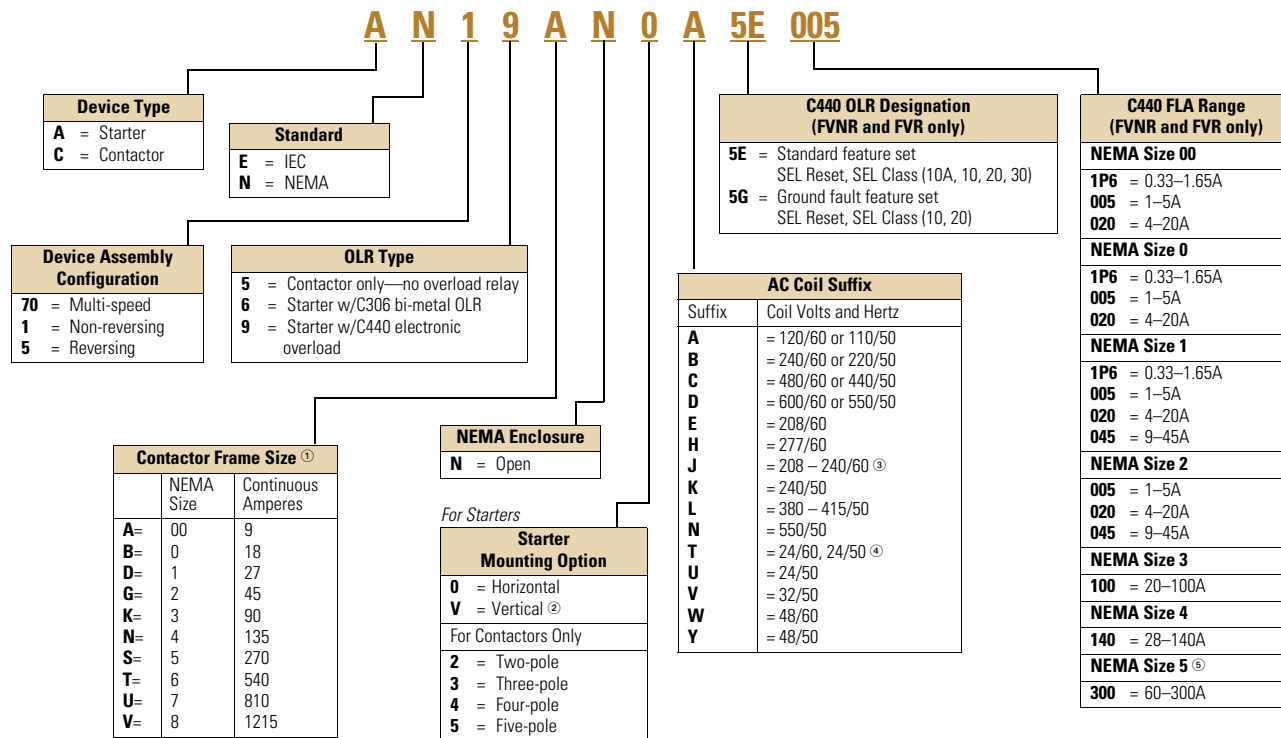 A N 1 9 A N 0 A 5E 005
Device Type
A = Starter
C = Contactor
Standard
E = IEC
N = NEMA
Device Assembly
Configuration
70 = Multi-speed
1 = Non-reversing
5 = Reversing
OLR Type
5 = Contactor only—no overload relay
6 = Starter w/C306 bi-metal OLR
9 = Starter w/C440 electronic
overload
Contactor Frame Size ①
NEMA
Size
Continuous
Amperes
A= 00 9
B= 0 18
D= 1 27
G= 2 45
K= 3 90
N= 4 135
S= 5 270
T= 6 540
U= 7 810
V= 8 1215
NEMA Enclosure
N = Open
For Starters
Starter
Mounting Option
0 = Horizontal
V = Vertical ②
For Contactors Only
2 = Two-pole
3 = Three-pole
4 = Four-pole
5 = Five-pole
AC Coil Suffix
Suffix Coil Volts and Hertz
A = 120/60 or 110/50
B = 240/60 or 220/50
C = 480/60 or 440/50
D = 600/60 or 550/50
E = 208/60
H = 277/60
J = 208 – 240/60 ③
K = 240/50
L = 380 – 415/50
N = 550/50
T = 24/60, 24/50 ④
U = 24/50
V = 32/50
W = 48/60
Y = 48/50
C440 OLR Designation
(FVNR and FVR only)
5E = Standard feature set
SEL Reset, SEL Class (10A, 10, 20, 30)
5G = Ground fault feature set
SEL Reset, SEL Class (10, 20)
C440 FLA Range
(FVNR and FVR only)
NEMA Size 00
1P6 = 0.33–1.65A
005 = 1–5A
020 = 4–20A
NEMA Size 0
1P6 = 0.33–1.65A
005 = 1–5A
020 = 4–20A
NEMA Size 1
1P6 = 0.33–1.65A
005 = 1–5A
020 = 4–20A
045 = 9–45A
NEMA Size 2
005 = 1–5A
020 = 4–20A
045 = 9–45A
NEMA Size 3
100 = 20–100A
NEMA Size 4
140 = 28–140A
NEMA Size 5 ⑤
300 = 60–300A